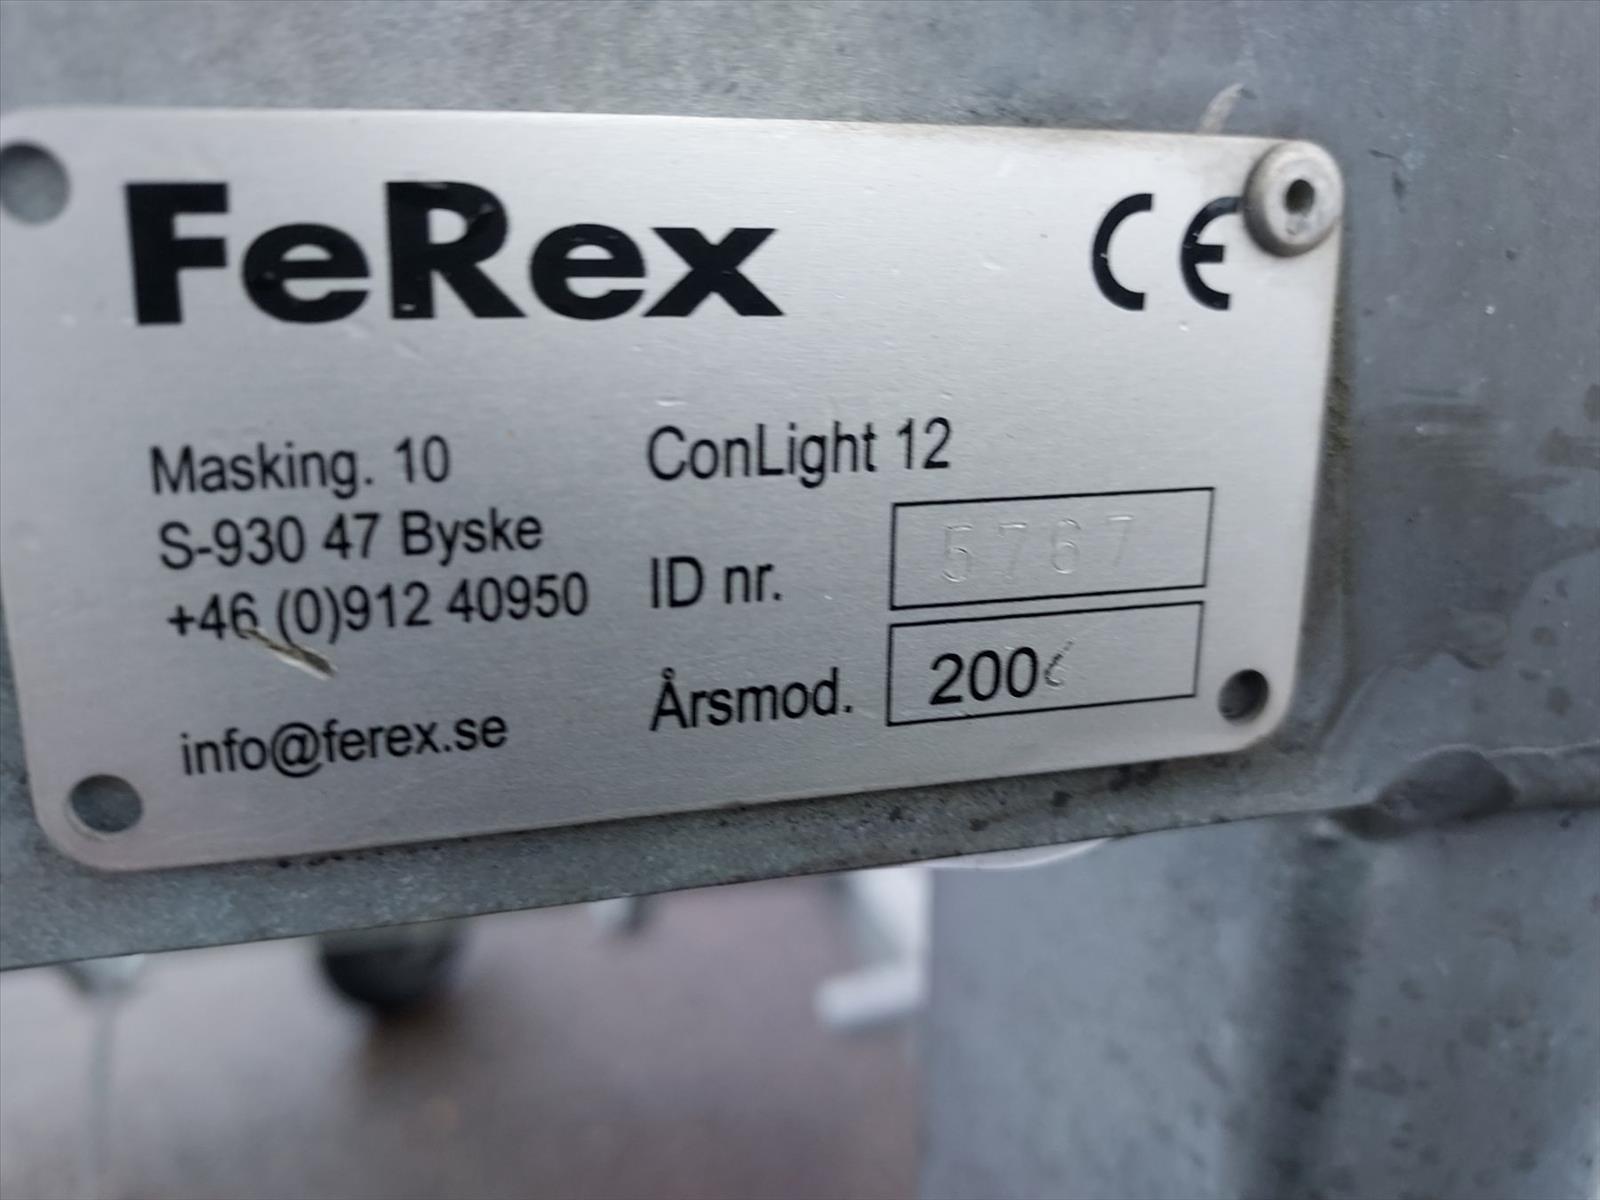 FeRex CE
Masking. 10
S-930 47 Byske
+46 (0)912 40950
info@ferex.se
ConLight 12
ID nr. 5767
Årsmod. 2006